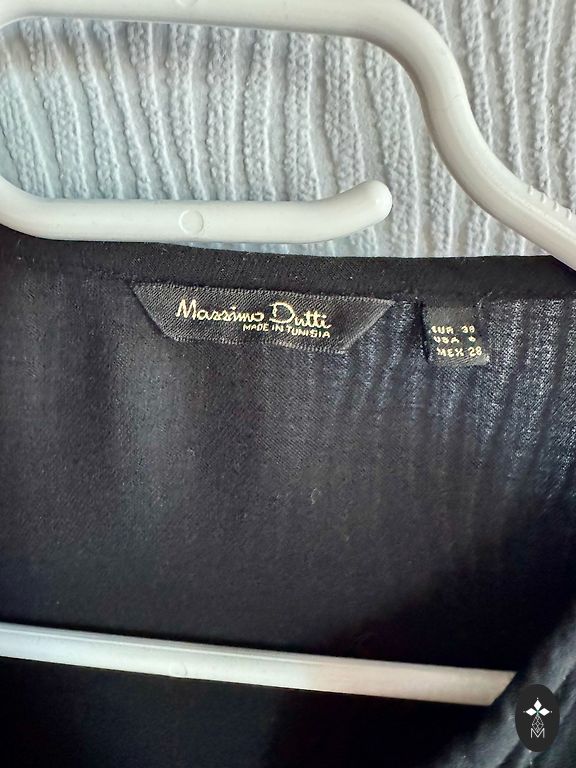 Massimo Dutti
MADE IN TUNISIA
EUR 38
USA 6
MEX 28
M